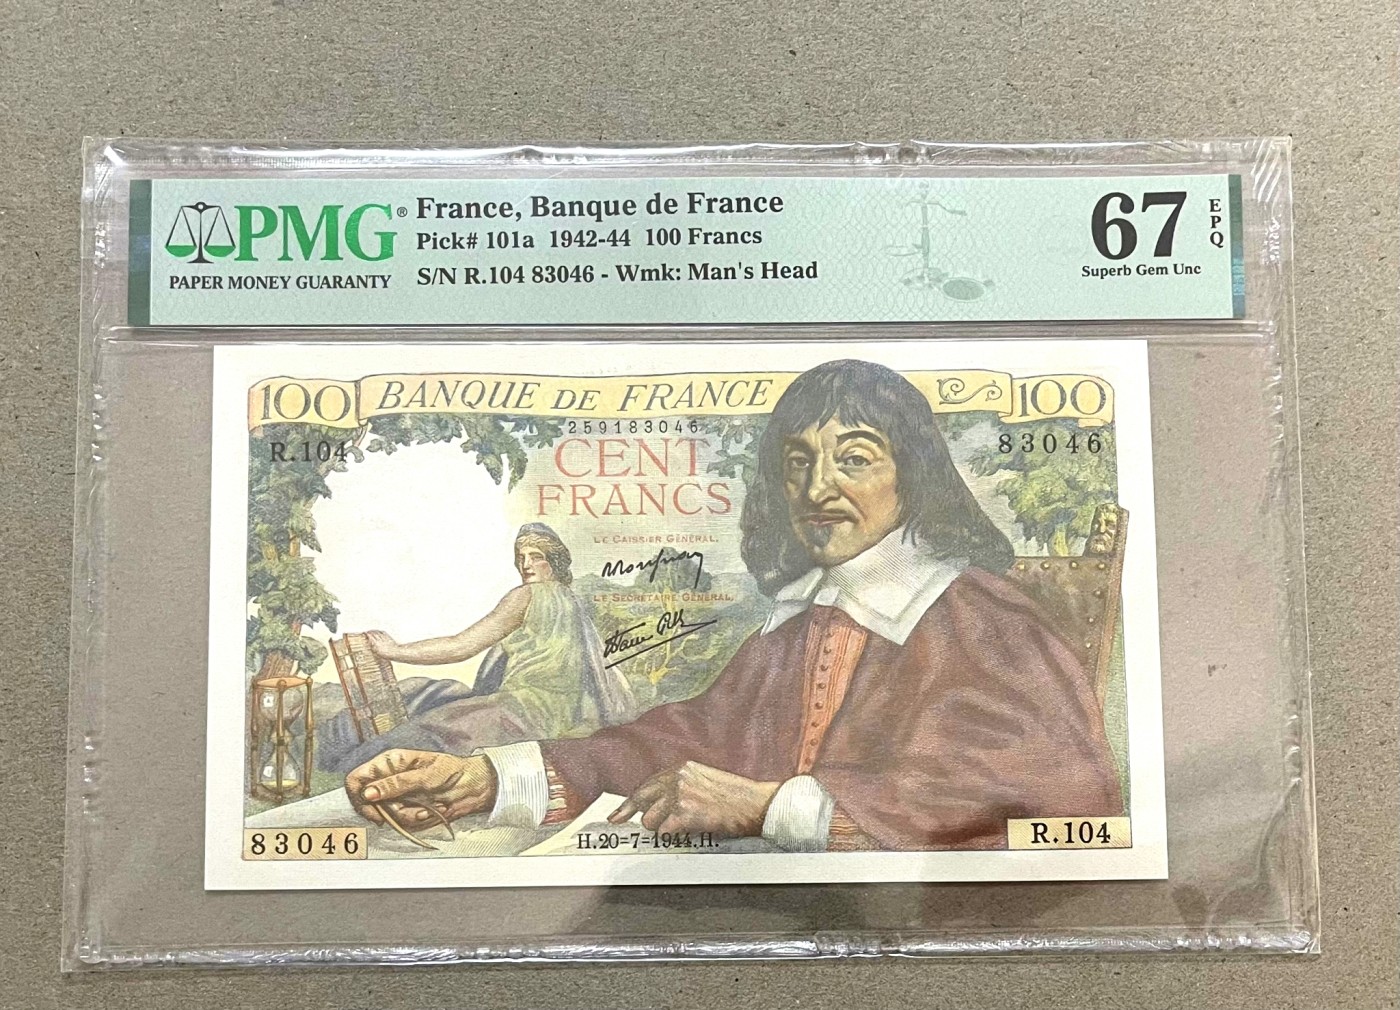 PMG®
PAPER MONEY GUARANTY
France, Banque de France
Pick# 101a 1942-44 100 Francs
S/N R.104 83046 - Wmk: Man's Head
67
EPQ
Superb Gem Unc
100 BANQUE DE FRANCE 100
R.104 259183046 83046
CENT
FRANCS
LE CAISSIER GÉNÉRAL,
LE SECRÉTAIRE GÉNÉRAL,
83046 H.20=7=1944.H. R.104